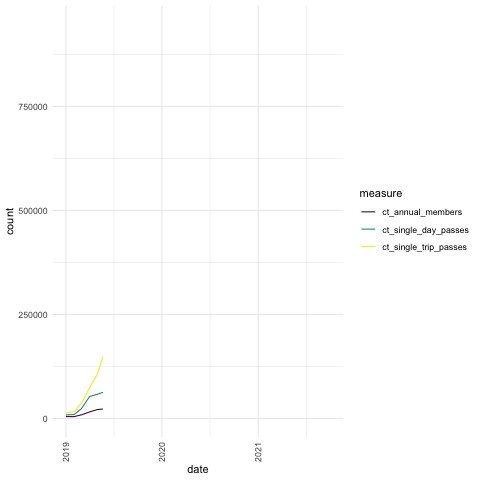 750000
500000
250000
0
count
2019
2020
2021
date
measure
ct_annual_members
ct_single_day_passes
ct_single_trip_passes